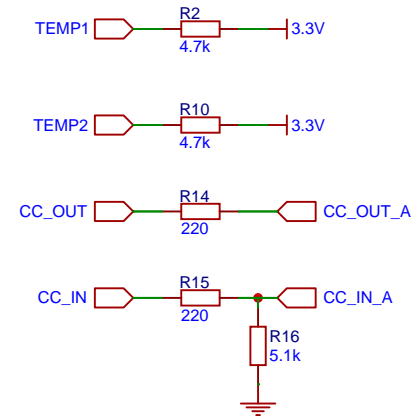 R2
TEMP1
3.3V
4.7k
R10
TEMP2
3.3V
4.7k
R14
CC_OUT
CC_OUT_A
220
R15
CC_IN
CC_IN_A
220
R16
5.1k